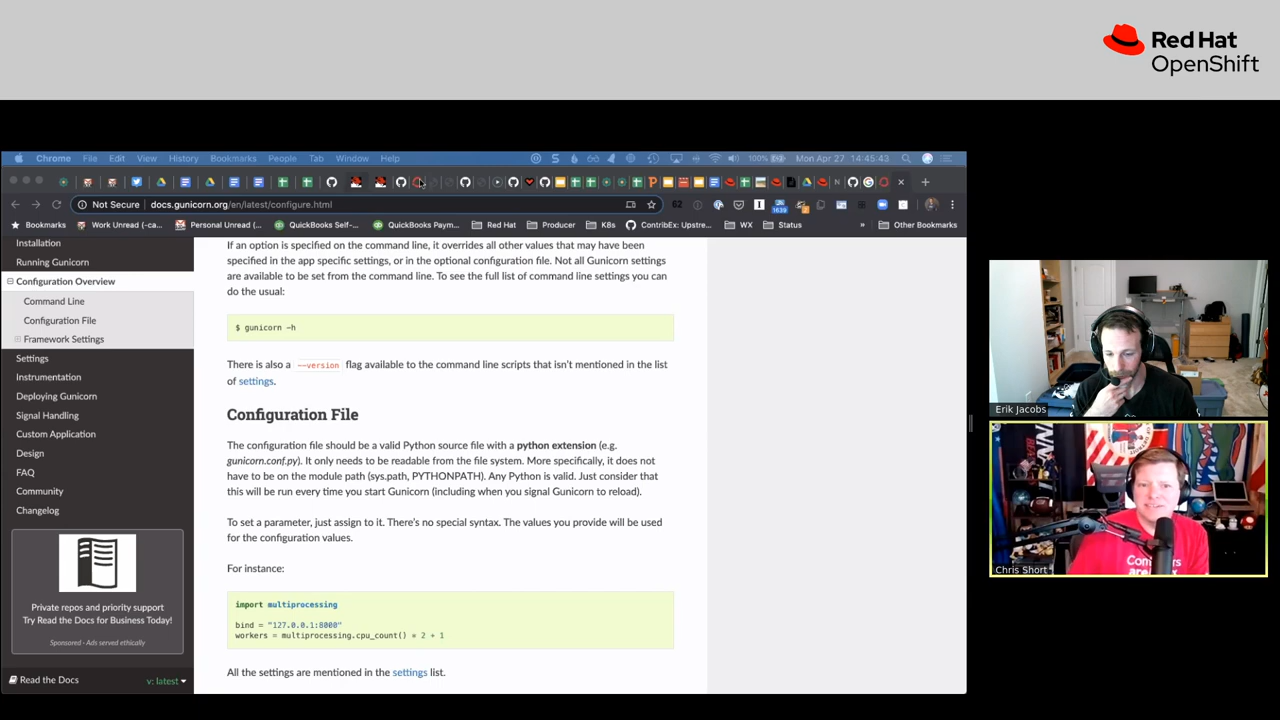 Red Hat
OpenShift
Chrome File Edit View History Bookmarks People Tab Window Help
100% Mon Apr 27 14:45:43
Not Secure | docs.gunicorn.org/en/latest/configure.html
62
1639
Bookmarks Work Unread (-ca... Personal Unread (... QuickBooks Self-... QuickBooks Paym... Red Hat Producer K8s ContribEx: Upstre... WX Status » Other Bookmarks
Installation
Running Gunicorn
Configuration Overview
Command Line
Configuration File
Framework Settings
Settings
Instrumentation
Deploying Gunicorn
Signal Handling
Custom Application
Design
FAQ
Community
Changelog
Private repos and priority support
Try Read the Docs for Business Today!
Sponsored · Ads served ethically
Read the Docs
v: latest
If an option is specified on the command line, it overrides all other values that may have been
specified in the app specific settings, or in the optional configuration file. Not all Gunicorn settings
are available to be set from the command line. To see the full list of command line settings you can
do the usual:
$ gunicorn -h
There is also a --version flag available to the command line scripts that isn't mentioned in the list
of settings.
Configuration File
The configuration file should be a valid Python source file with a python extension (e.g.
gunicorn.conf.py). It only needs to be readable from the file system. More specifically, it does not
have to be on the module path (sys.path, PYTHONPATH). Any Python is valid. Just consider that
this will be run every time you start Gunicorn (including when you signal Gunicorn to reload).
To set a parameter, just assign to it. There's no special syntax. The values you provide will be used
for the configuration values.
For instance:
import multiprocessing
bind = "127.0.0.1:8000"
workers = multiprocessing.cpu_count() * 2 + 1
All the settings are mentioned in the settings list.
Erik Jacobs
Chris Short